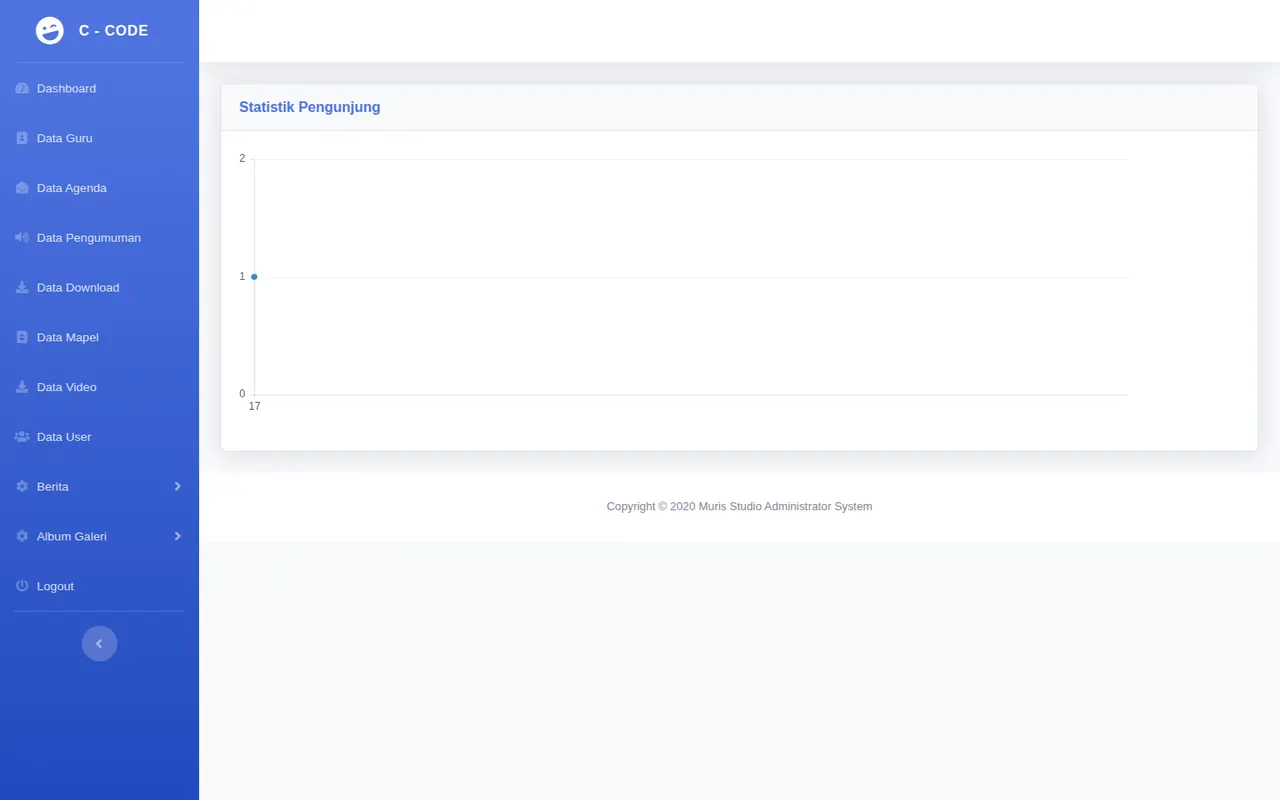 C - CODE
Dashboard
Data Guru
Data Agenda
Data Pengumuman
Data Download
Data Mapel
Data Video
Data User
Berita
Album Galeri
Logout
Statistik Pengunjung
2
1
0
17
Copyright © 2020 Muris Studio Administrator System